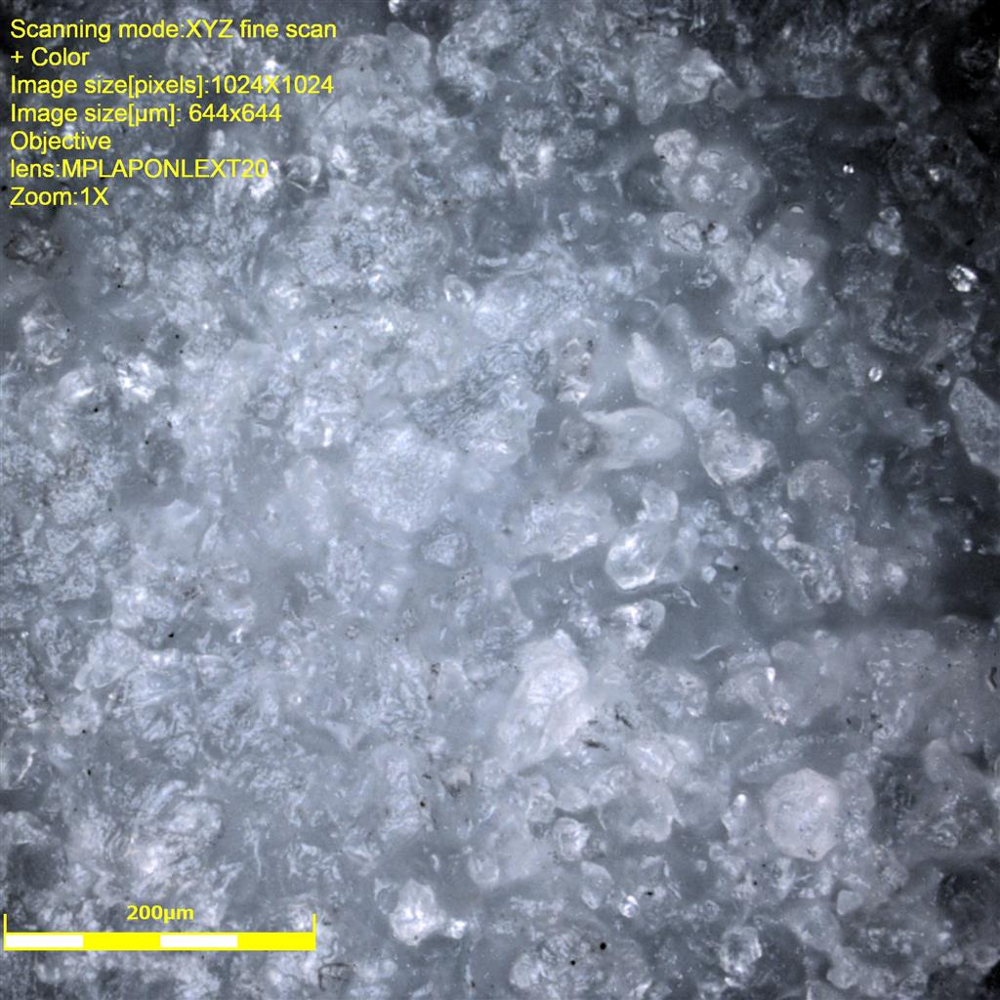 Scanning mode:XYZ fine scan
+ Color
Image size[pixels]:1024X1024
Image size[µm]: 644x644
Objective
lens:MPLAPONLEXT20
Zoom:1X
200µm